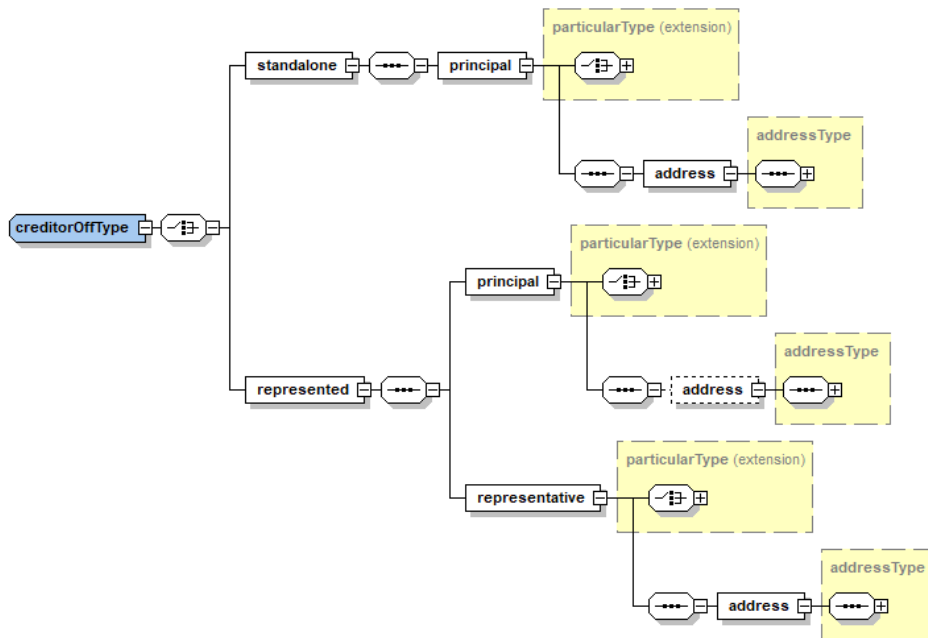 particularType (extension)
standalone
principal
addressType
address
creditorOffType
particularType (extension)
principal
addressType
represented
address
particularType (extension)
representative
addressType
address